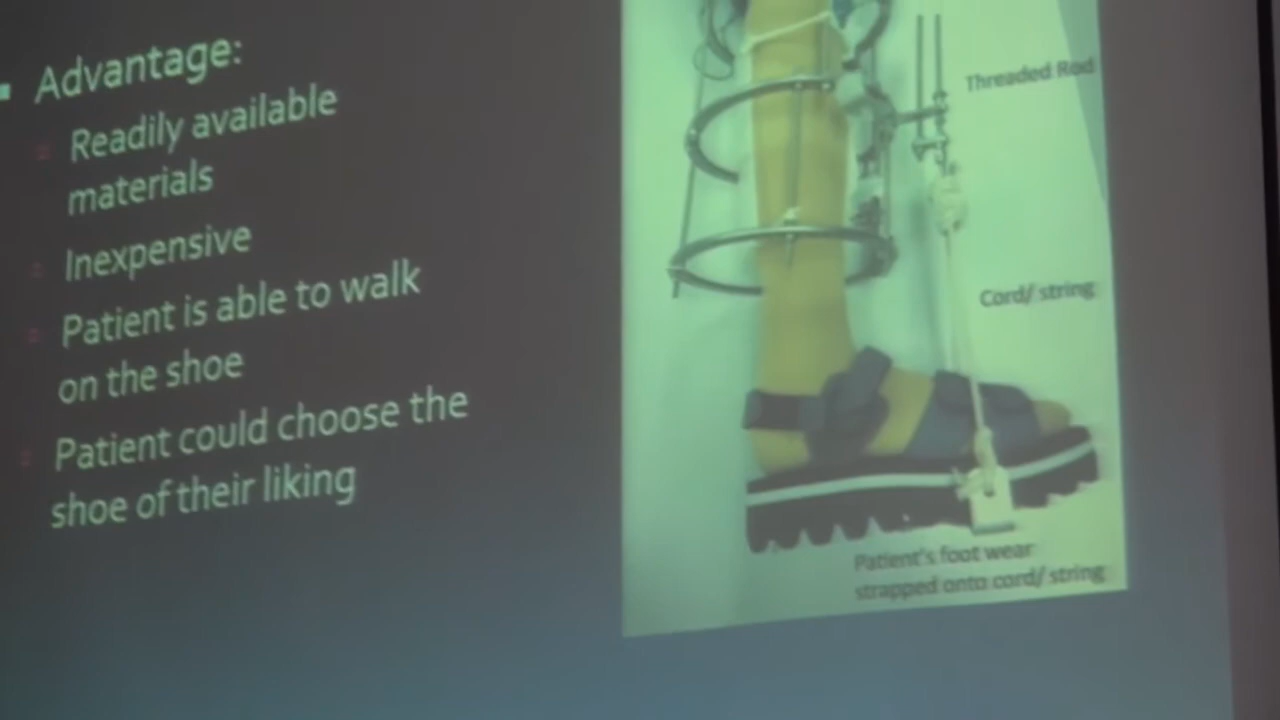 Advantage:
Readily available
materials
Inexpensive
Patient is able to walk
on the shoe
Patient could choose the
shoe of their liking
Threaded Rod
Cord/ string
Patient's foot wear
strapped onto cord/ string